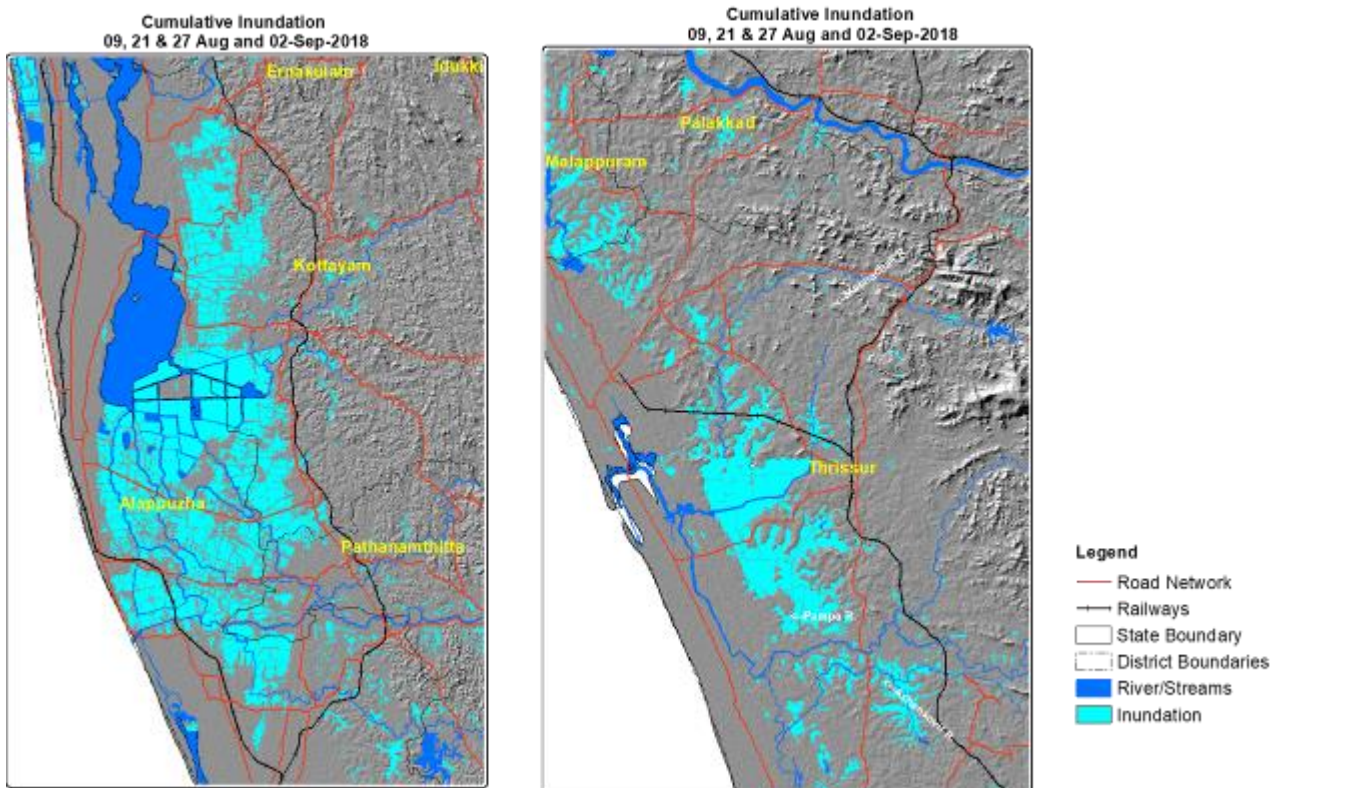 Cumulative Inundation
09, 21 & 27 Aug and 02-Sep-2018
Ernakulam
Idukki
Kottayam
Alappuzha
Pathanamthitta
Cumulative Inundation
09, 21 & 27 Aug and 02-Sep-2018
Palakkad
Malappuram
Thrissur
<-Pampa R.
Legend
Road Network
Railways
State Boundary
District Boundaries
River/Streams
Inundation